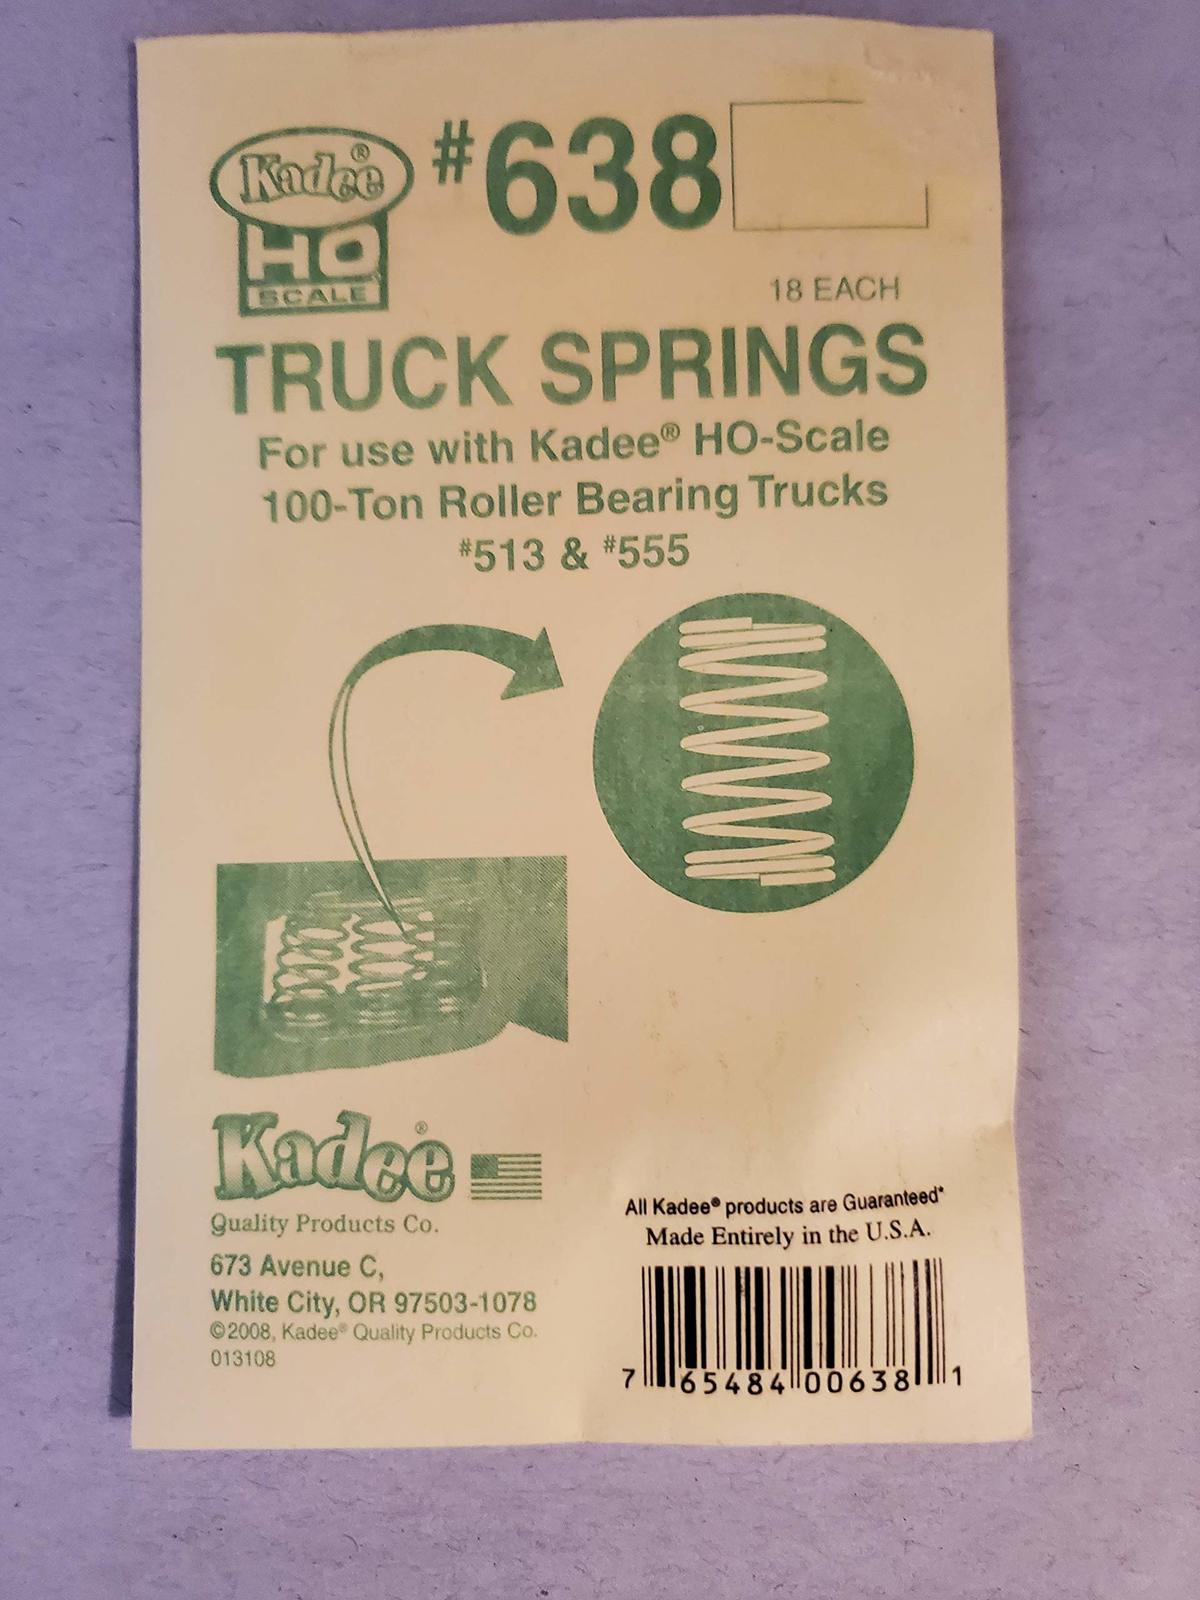 Kadee®
HO
SCALE
#638
18 EACH
TRUCK SPRINGS
For use with Kadee® HO-Scale
100-Ton Roller Bearing Trucks
#513 & #555
Kadee®
Quality Products Co.
673 Avenue C,
White City, OR 97503-1078
©2008, Kadee® Quality Products Co.
013108
All Kadee® products are Guaranteed*
Made Entirely in the U.S.A.
7 65484 00638 1